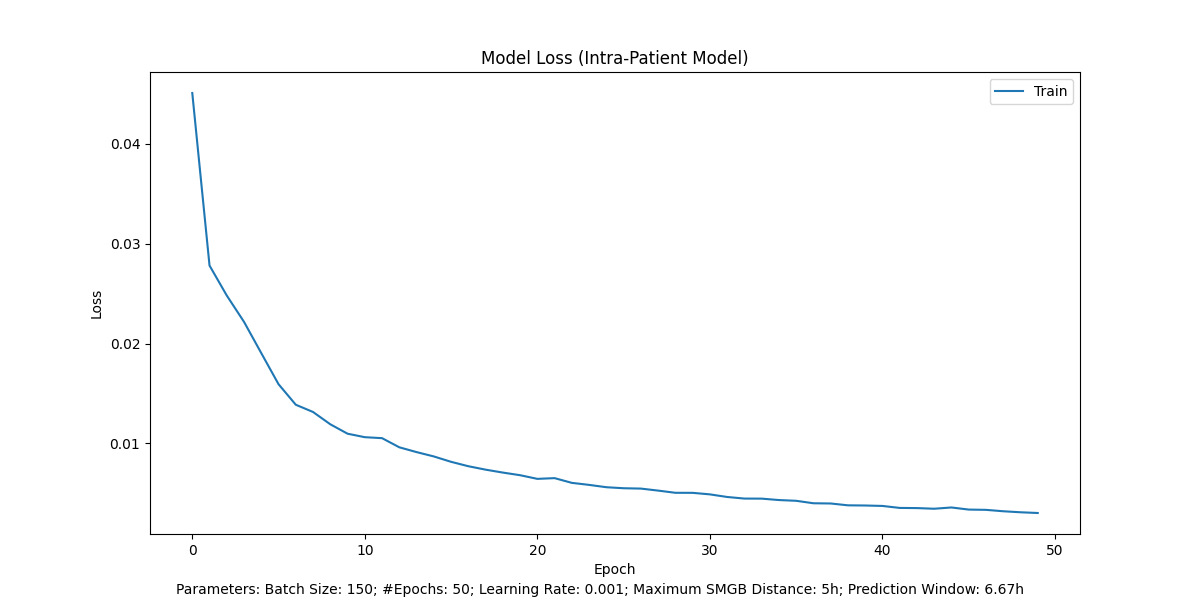 Model Loss (Intra-Patient Model)
Train
0.04
0.03
0.02
0.01
Loss
0 10 20 30 40 50
Epoch
Parameters: Batch Size: 150; #Epochs: 50; Learning Rate: 0.001; Maximum SMGB Distance: 5h; Prediction Window: 6.67h